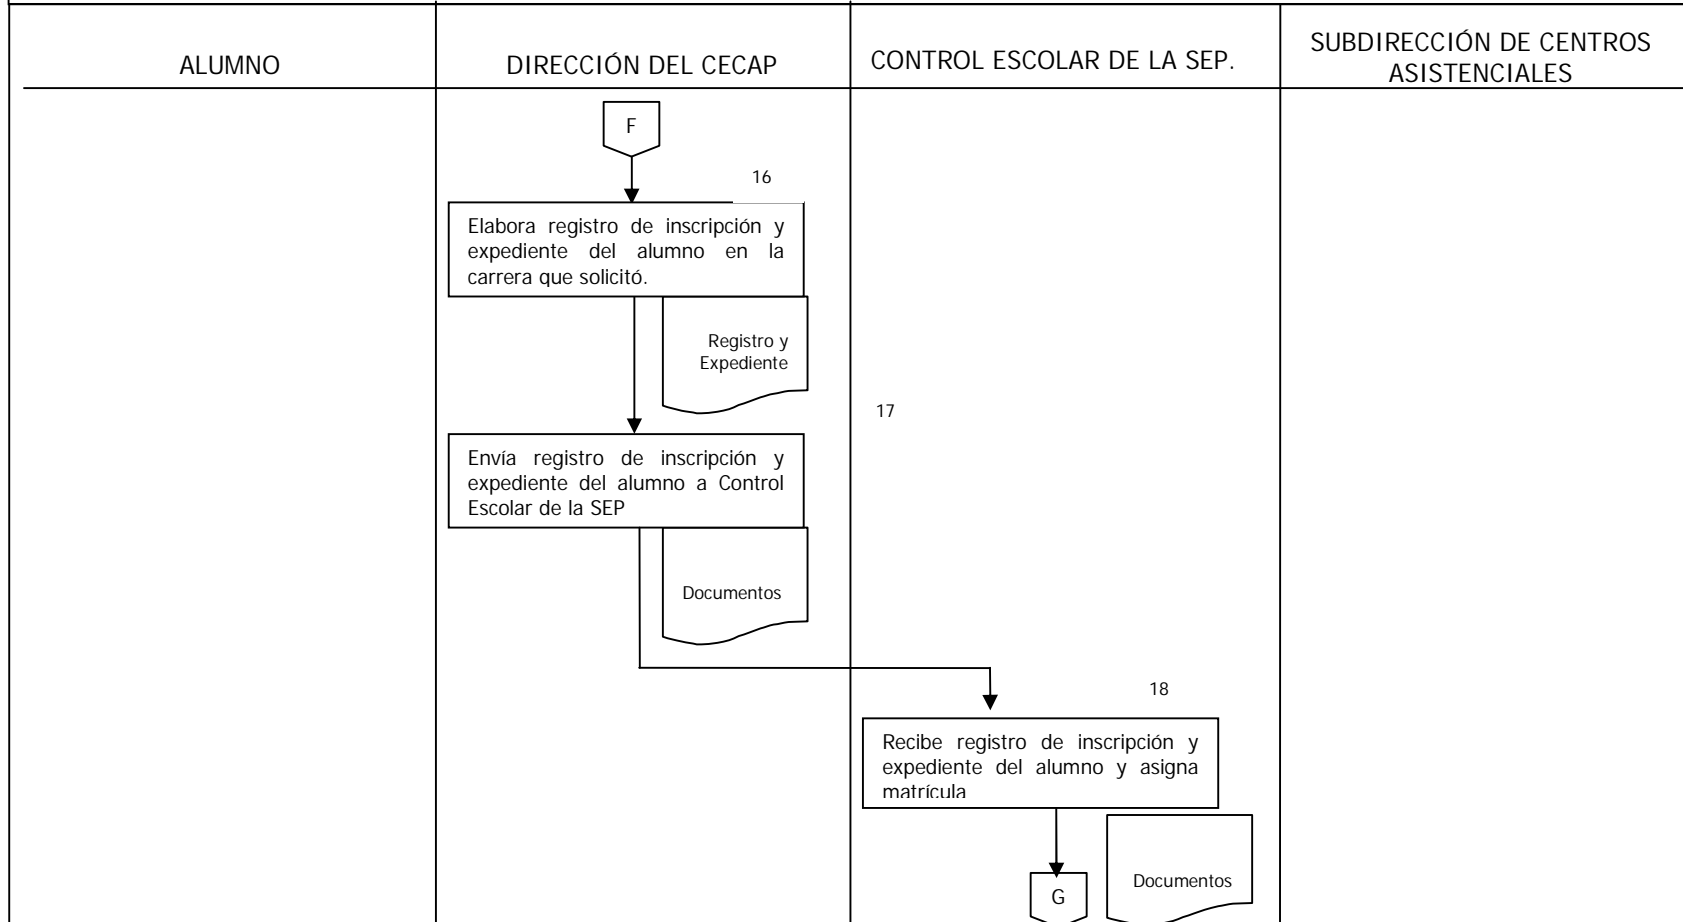 ALUMNO
DIRECCIÓN DEL CECAP
CONTROL ESCOLAR DE LA SEP.
SUBDIRECCIÓN DE CENTROS
ASISTENCIALES
F
16
Elabora registro de inscripción y
expediente del alumno en la
carrera que solicitó.
Registro y
Expediente
17
Envía registro de inscripción y
expediente del alumno a Control
Escolar de la SEP
Documentos
18
Recibe registro de inscripción y
expediente del alumno y asigna
matrícula
Documentos
G